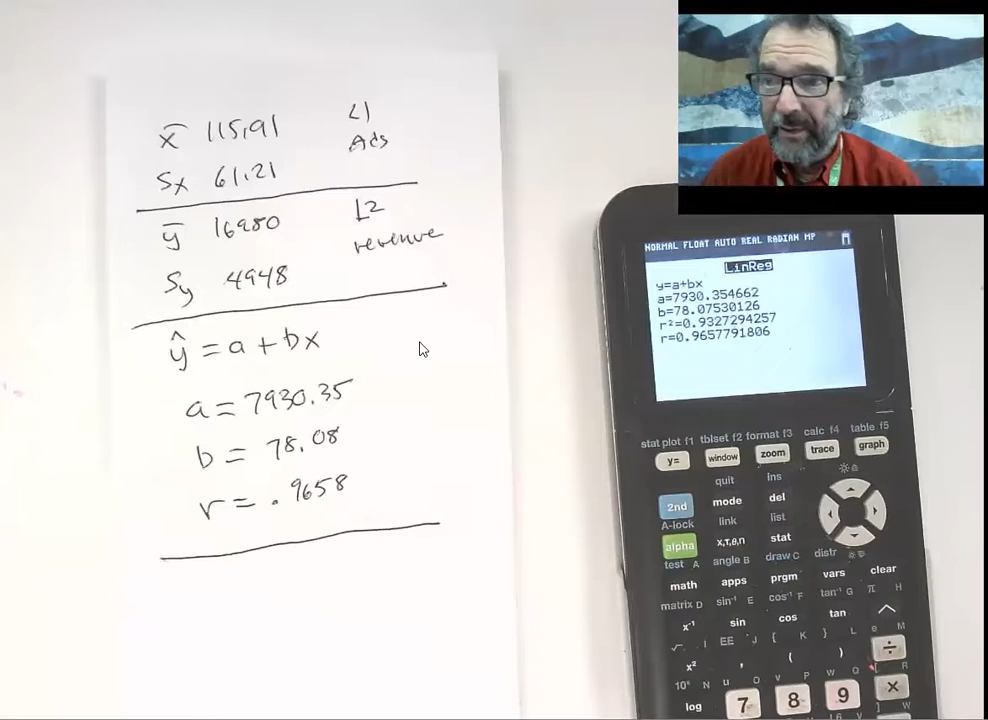 x̄ 115.91 L1
Ads
Sx 61.21
ȳ 16980 L2
revenue
Sy 4948
ŷ = a + bx
a = 7930.35
b = 78.08
r = .9658
NORMAL FLOAT AUTO REAL RADIAN MP
LinReg
y=a+bx
a=7930.354662
b=78.07530126
r²=0.9327294257
r=0.9657791806
stat plot f1 tblset f2 format f3 calc f4 table f5
y= window zoom trace graph
quit ins
2nd mode del
A-lock link list
alpha X,T,θ,n stat
test A angle B draw C distr
math apps prgm vars clear
matrix D sin⁻¹ E cos⁻¹ F tan⁻¹ G π H
x⁻¹ sin cos tan ^
√ I EE J { K } L e M
x² , ( ) ÷
10ˣ N u O v P w Q [ R
log 7 8 9 ×
L6 W